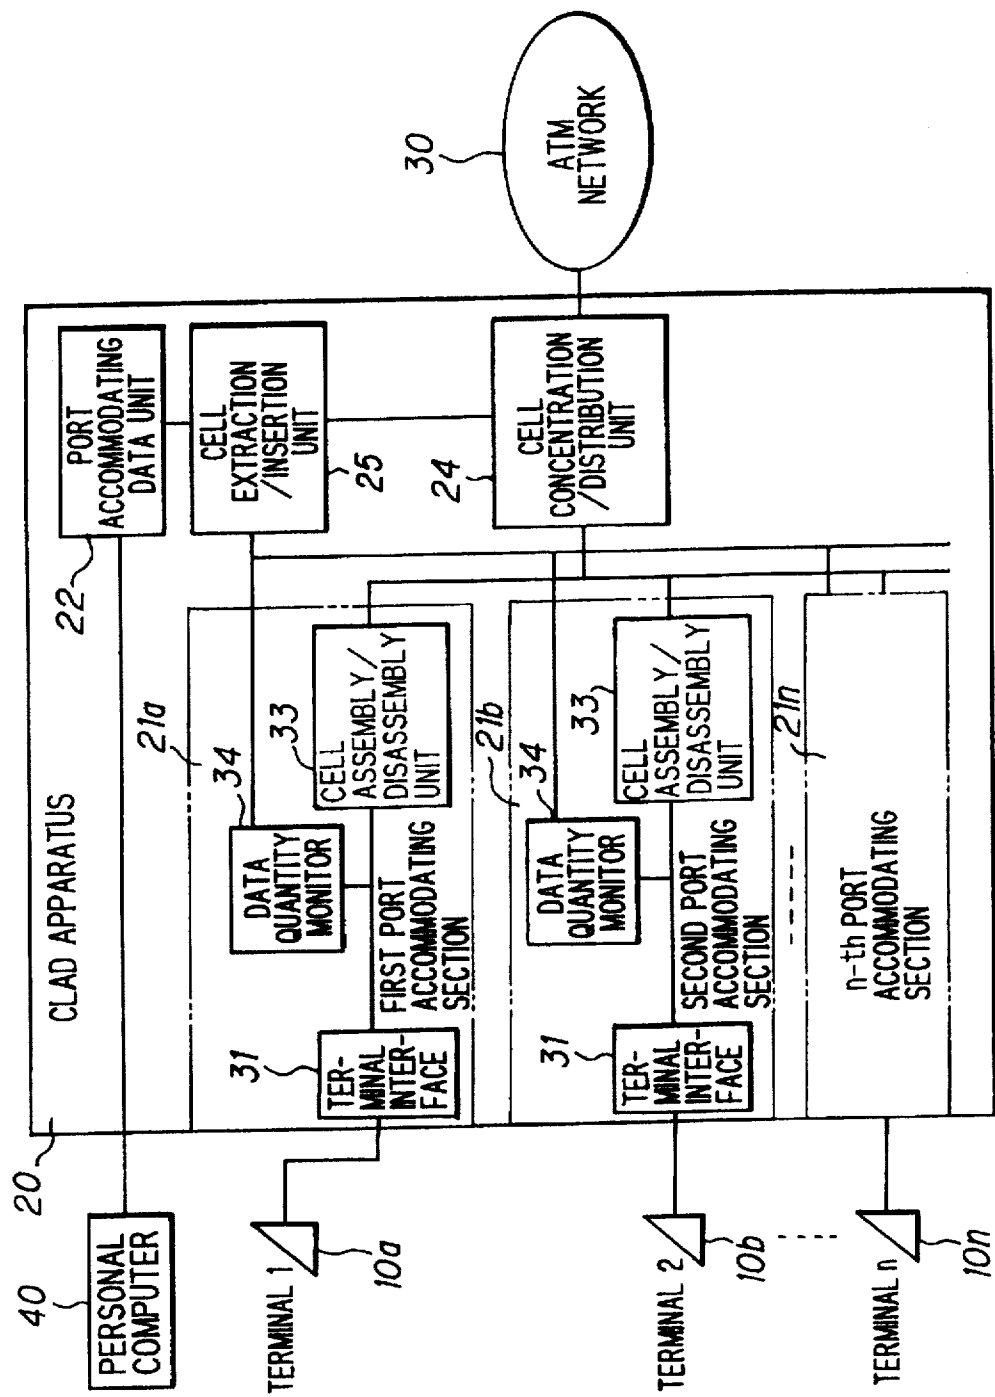 40
PERSONAL
COMPUTER
20
CLAD APPARATUS
22
PORT
ACCOMMODATING
DATA UNIT
CELL
EXTRACTION
/INSERTION
UNIT
25
21a
34
DATA
QUANTITY
MONITOR
33
CELL
ASSEMBLY/
DISASSEMBLY
UNIT
FIRST PORT
ACCOMMODATING
SECTION
31
TER-
MINAL
INTER-
FACE
TERMINAL 1
10a
24
CELL
CONCENTRATION
/DISTRIBUTION
UNIT
30
ATM
NETWORK
21b
34
DATA
QUANTITY
MONITOR
33
CELL
ASSEMBLY/
DISASSEMBLY
UNIT
SECOND PORT
ACCOMMODATING
SECTION
31
TER-
MINAL
INTER-
FACE
TERMINAL 2
10b
21n
n-th PORT
ACCOMMODATING
SECTION
TERMINAL n
10n